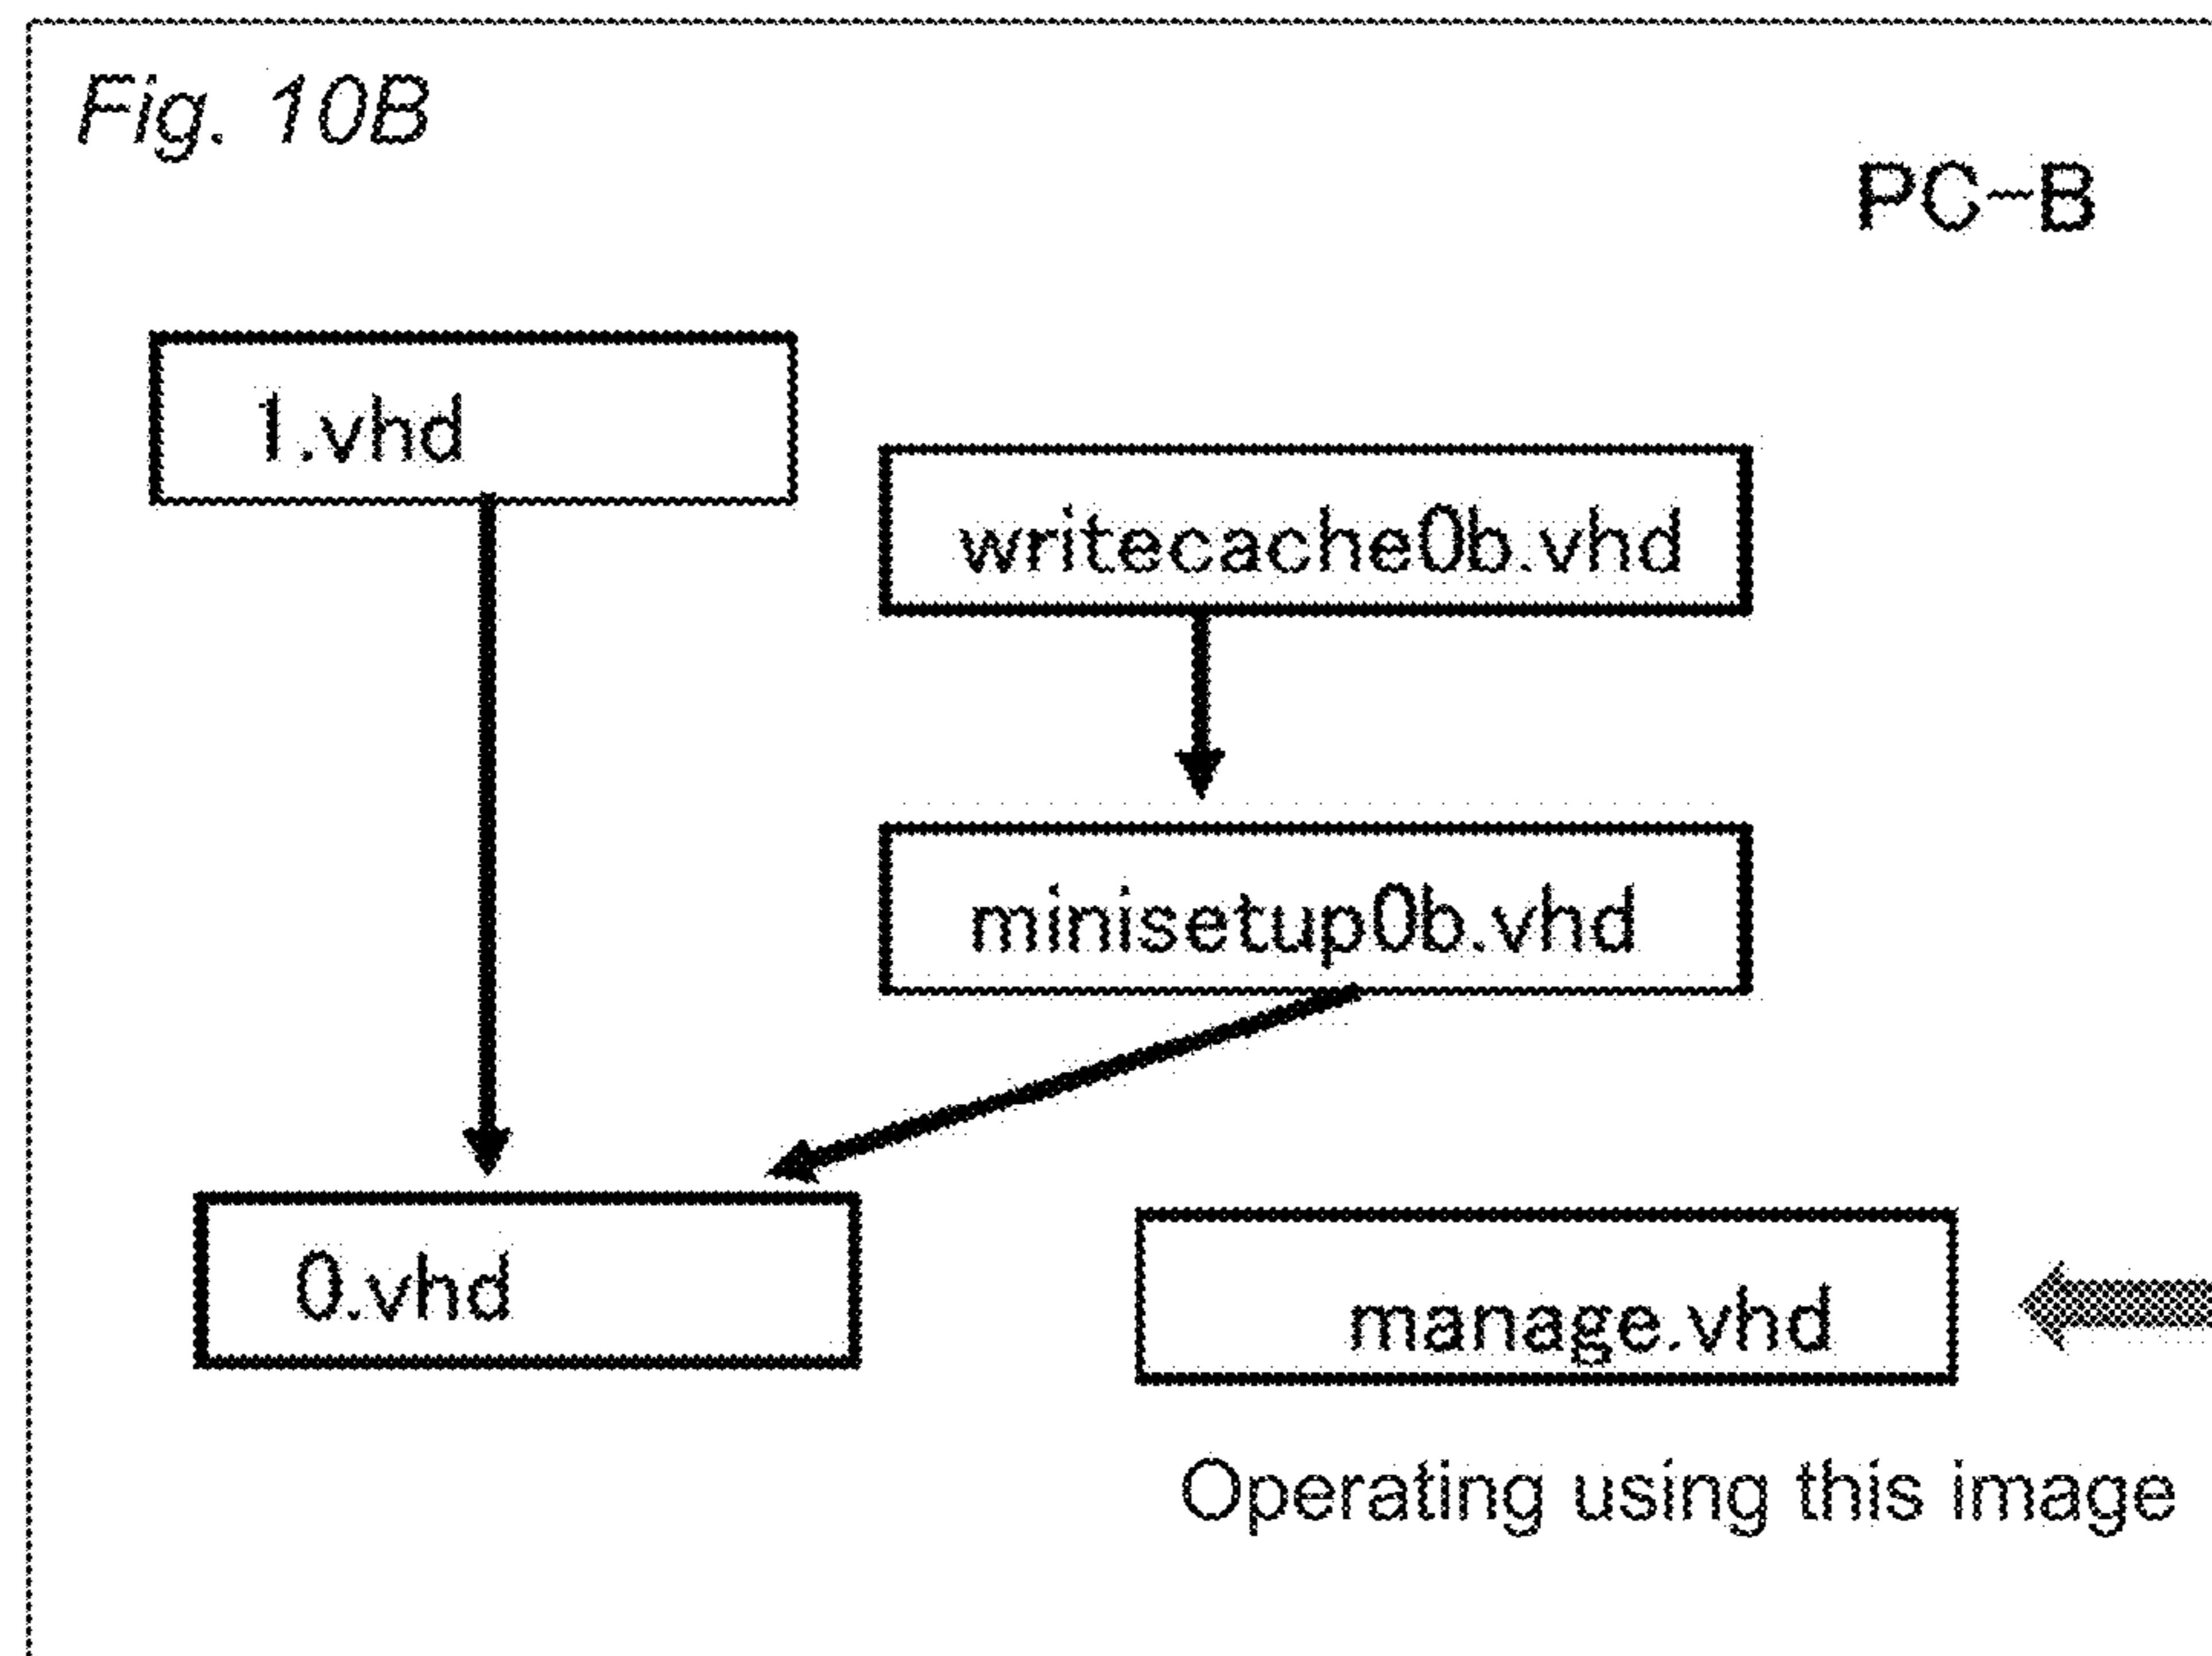 Fig. 10B
PC-B
1.vhd
writecache0b.vhd
minisetup0b.vhd
0.vhd
manage.vhd
Operating using this image